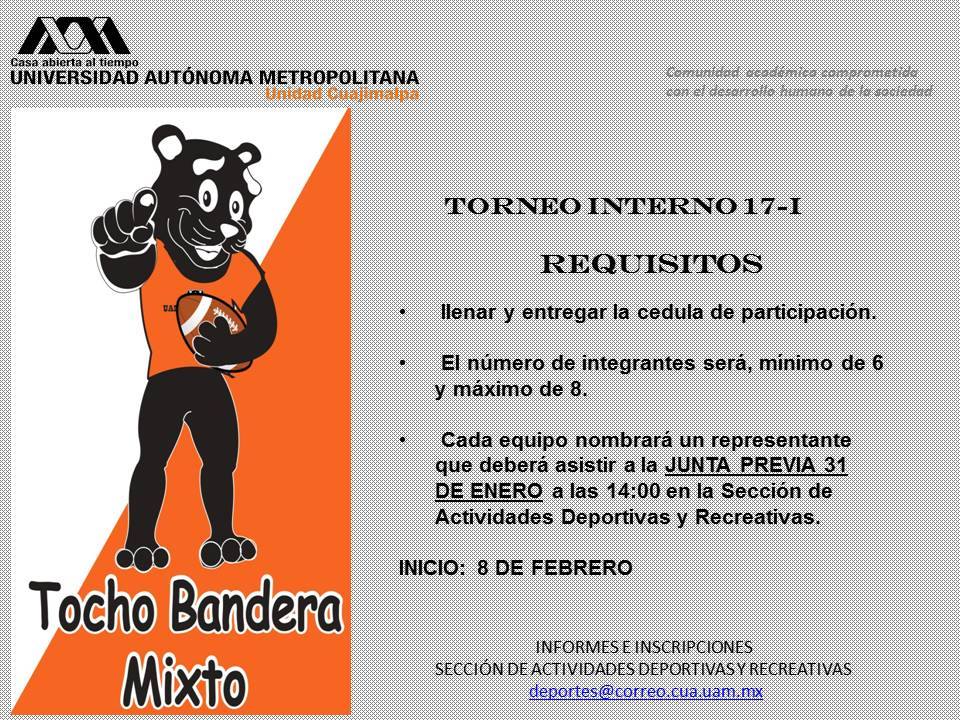 Casa abierta al tiempo
UNIVERSIDAD AUTÓNOMA METROPOLITANA
Unidad Cuajimalpa
Comunidad académica comprometida
con el desarrollo humano de la sociedad
UAM
Tocho Bandera
Mixto
TORNEO INTERNO 17-I
REQUISITOS
• llenar y entregar la cedula de participación.
• El número de integrantes será, mínimo de 6
y máximo de 8.
• Cada equipo nombrará un representante
que deberá asistir a la JUNTA PREVIA 31
DE ENERO a las 14:00 en la Sección de
Actividades Deportivas y Recreativas.
INICIO: 8 DE FEBRERO
INFORMES E INSCRIPCIONES
SECCIÓN DE ACTIVIDADES DEPORTIVAS Y RECREATIVAS
deportes@correo.cua.uam.mx